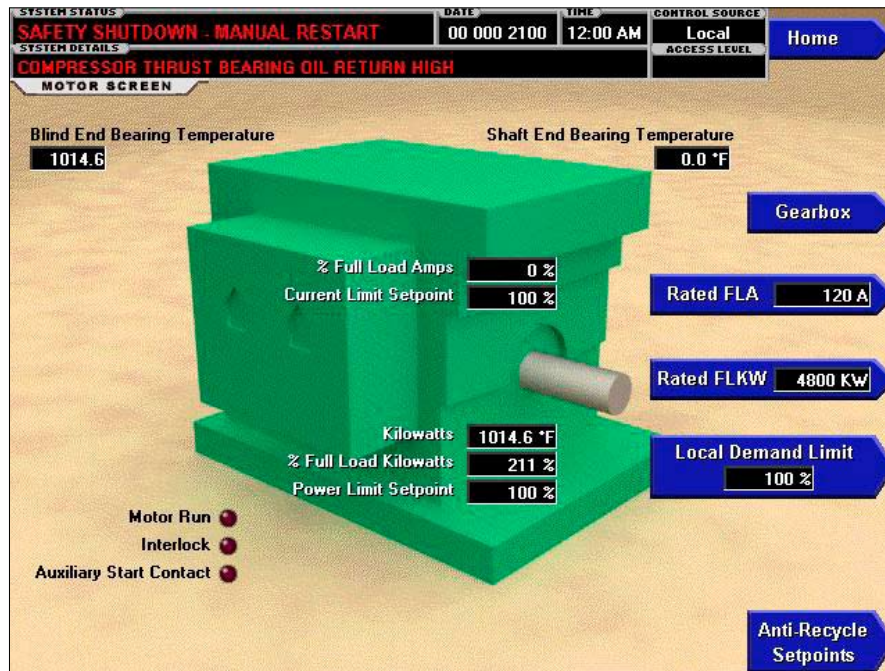 SYSTEM STATUS
SAFETY SHUTDOWN - MANUAL RESTART
DATE
00 000 2100
TIME
12:00 AM
CONTROL SOURCE
Local
Home
SYSTEM DETAILS
COMPRESSOR THRUST BEARING OIL RETURN HIGH
ACCESS LEVEL
MOTOR SCREEN
Blind End Bearing Temperature
1014.6
Shaft End Bearing Temperature
0.0 °F
Gearbox
% Full Load Amps 0 %
Current Limit Setpoint 100 %
Rated FLA 120 A
Rated FLKW 4800 KW
Kilowatts 1014.6 °F
% Full Load Kilowatts 211 %
Power Limit Setpoint 100 %
Local Demand Limit
100 %
Motor Run
Interlock
Auxiliary Start Contact
Anti-Recycle
Setpoints